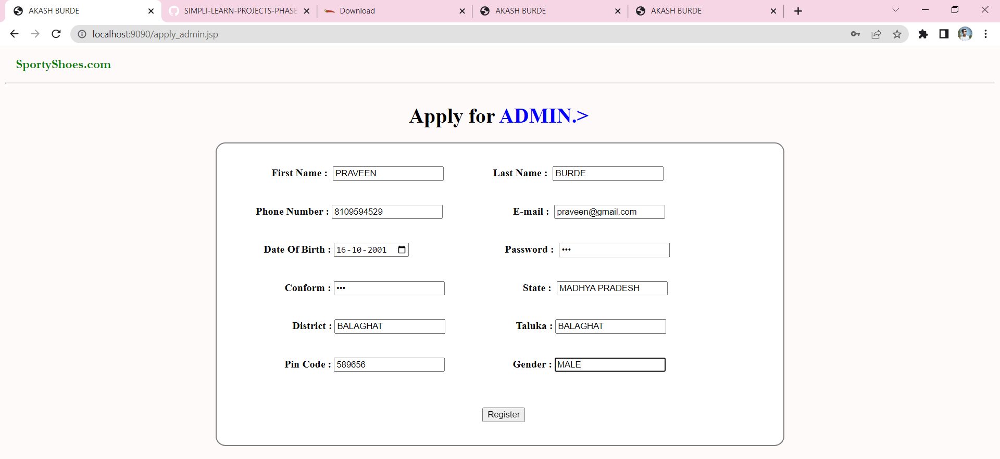 AKASH BURDE SIMPLI-LEARN-PROJECTS-PHASE Download AKASH BURDE AKASH BURDE
localhost:9090/apply_admin.jsp
SportyShoes.com
Apply for ADMIN.>
First Name : PRAVEEN Last Name : BURDE
Phone Number : 8109594529 E-mail : praveen@gmail.com
Date Of Birth : 16-10-2001 Password : •••
Conform : ••• State : MADHYA PRADESH
District : BALAGHAT Taluka : BALAGHAT
Pin Code : 589656 Gender : MALE
Register